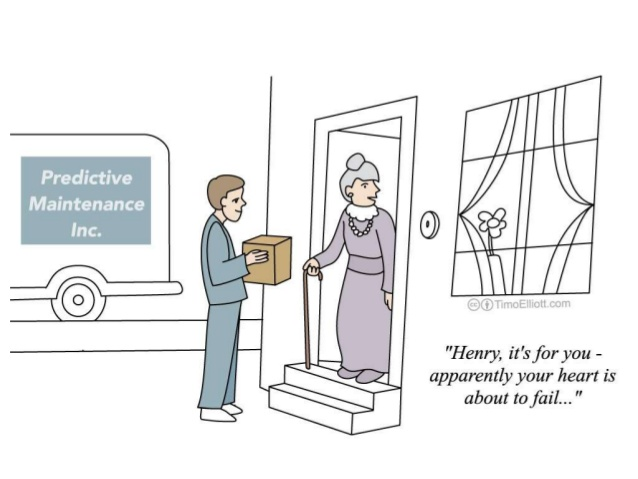 Predictive
Maintenance
Inc.
TimoElliott.com
"Henry, it's for you -
apparently your heart is
about to fail..."